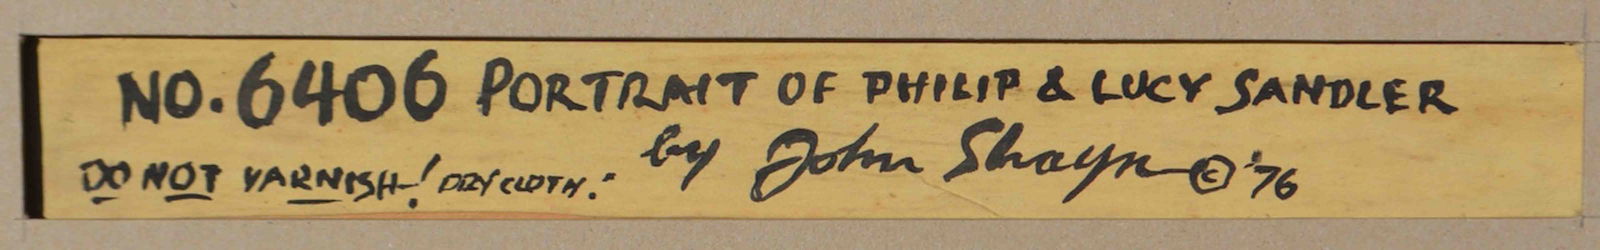 NO. 6406 PORTRAIT OF PHILIP & LUCY SANDLER
by John Shayn © '76
DO NOT VARNISH! DRY CLOTH.